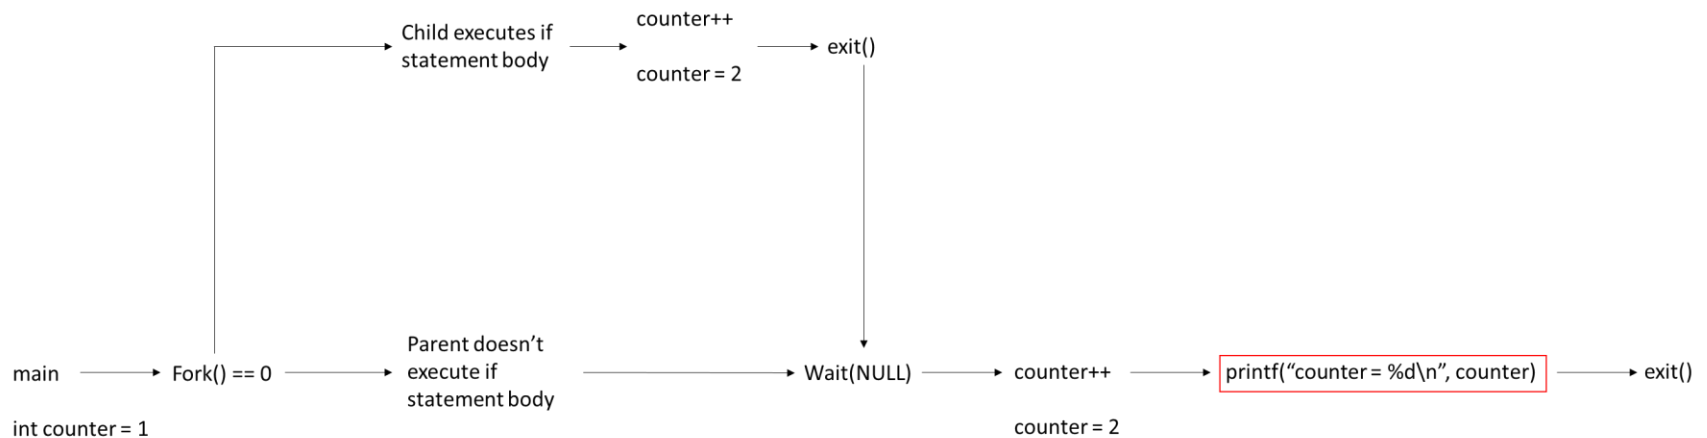 counter++
Child executes if
statement body
exit()
counter = 2
Parent doesn’t
execute if
statement body
main
Fork() == 0
Wait(NULL)
counter++
printf(“counter = %d\n”, counter)
exit()
int counter = 1
counter = 2